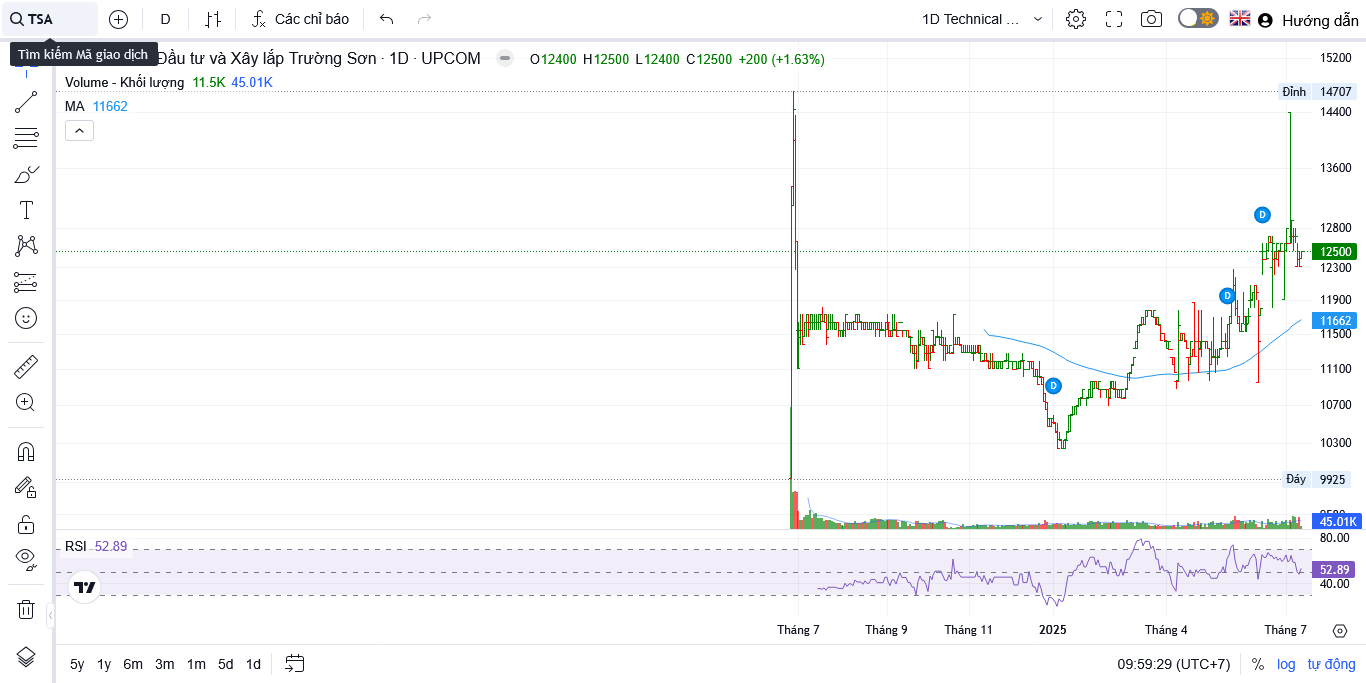 TSA
D
Các chỉ báo
1D Technical ...
Hướng dẫn
Tìm kiếm Mã giao dịch
Đầu tư và Xây lắp Trường Sơn · 1D · UPCOM
O12400 H12500 L12400 C12500 +200 (+1.63%)
Volume - Khối lượng 11.5K 45.01K
MA 11662
15200
Đỉnh 14707
14400
13600
12800
12500
12300
11900
11662
11500
11100
10700
10300
Đáy 9925
45.01K
D
D
D
RSI 52.89
80.00
52.89
40.00
Tháng 7
Tháng 9
Tháng 11
2025
Tháng 4
Tháng 7
5y 1y 6m 3m 1m 5d 1d
09:59:29 (UTC+7)
% log tự động